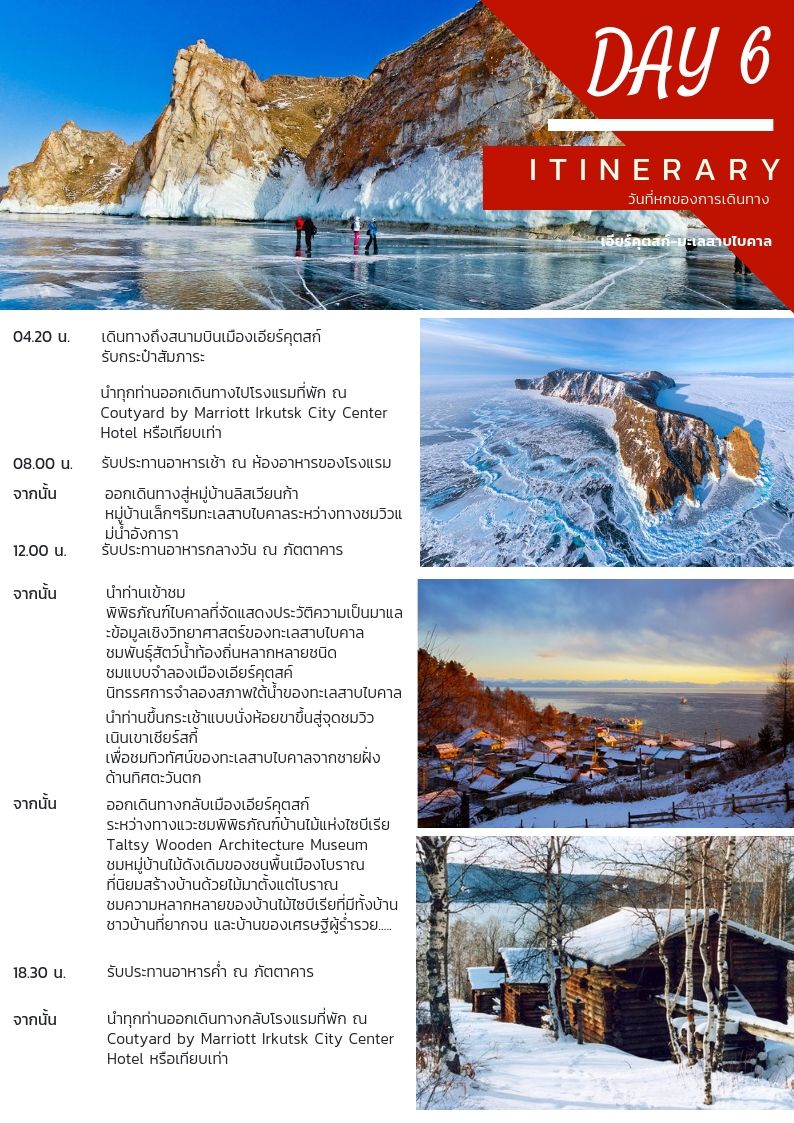 DAY 6
ITINERARY
วันที่หกของการเดินทาง
เอียร์คุตสก์-มะเลสาบไบคาล
04.20 น. เดินทางถึงสนามบินเมืองเอียร์คุตสก์
รับกระเป๋าสัมภาระ
นำทุกท่านออกเดินทางไปโรงแรมที่พัก ณ
Coutyard by Marriott Irkutsk City Center
Hotel หรือเทียบเท่า
08.00 น. รับประทานอาหารเช้า ณ ห้องอาหารของโรงแรม
จากนั้น ออกเดินทางสู่หมู่บ้านลิสเวียนก้า
หมู่บ้านเล็กๆริมทะเลสาบไบคาลระหว่างทางชมวิวแ
ม่น้ำอังการา
12.00 น. รับประทานอาหารกลางวัน ณ ภัตตาคาร
จากนั้น นำท่านเข้าชม
พิพิธภัณฑ์ไบคาลที่จัดแสดงประวัติความเป็นมาแล
ะข้อมูลเชิงวิทยาศาสตร์ของทะเลสาบไบคาล
ชมพันธุ์สัตว์น้ำท้องถิ่นหลากหลายชนิด
ชมแบบจำลองเมืองเอียร์คุตสค์
นิทรรศการจำลองสภาพใต้น้ำของทะเลสาบไบคาล
นำท่านขึ้นกระเช้าแบบนั่งห้อยขาขึ้นสู่จุดชมวิว
เนินเขาเชียร์สกี้
เพื่อชมทิวทัศน์ของทะเลสาบไบคาลจากชายฝั่ง
ด้านทิศตะวันตก
จากนั้น ออกเดินทางกลับเมืองเอียร์คุตสก์
ระหว่างทางแวะชมพิพิธภัณฑ์บ้านไม้แห่งไซบีเรีย
Taltsy Wooden Architecture Museum
ชมหมู่บ้านไม้ดังเดิมของชนพื้นเมืองโบราณ
ที่นิยมสร้างบ้านด้วยไม้มาตั้งแต่โบราณ
ชมความหลากหลายของบ้านไม้ไซบีเรียที่มีทั้งบ้าน
ชาวบ้านที่ยากจน และบ้านของเศรษฐีผู้ร่ำรวย.....
18.30 น. รับประทานอาหารค่ำ ณ ภัตตาคาร
จากนั้น นำทุกท่านออกเดินทางกลับโรงแรมที่พัก ณ
Coutyard by Marriott Irkutsk City Center
Hotel หรือเทียบเท่า